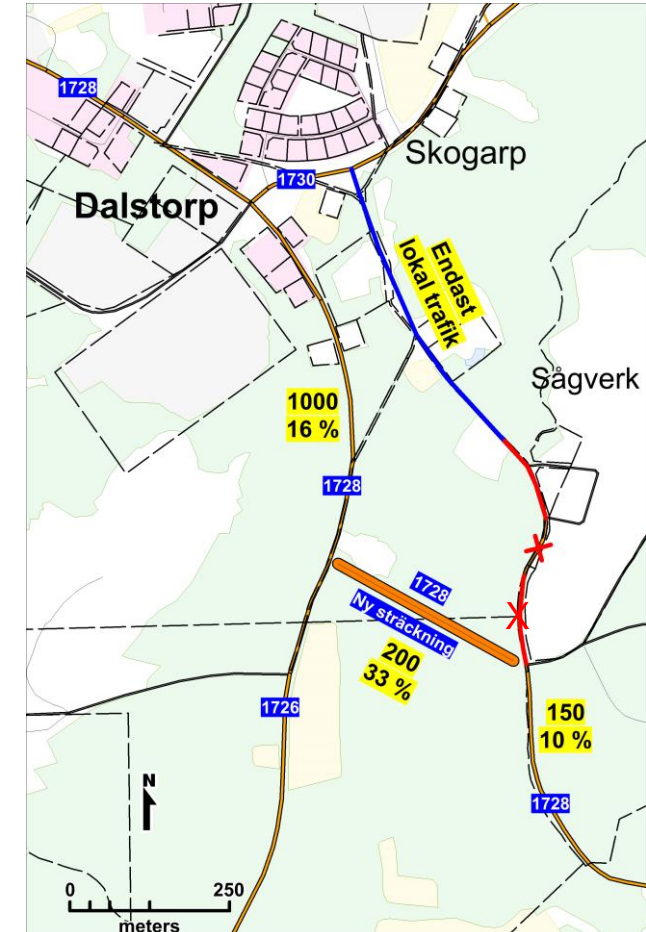 1728
Skogarp
1730
Dalstorp
Endast
lokal trafik
Sågverk
1000
16 %
1728
1728
Ny sträckning
200
33 %
1726
150
10 %
N
1728
0 250
meters